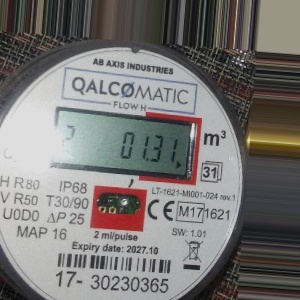 AB AXIS INDUSTRIES
QALCOMATIC
FLOW H
2 01.31 m³
31
H R80 IP68 LT-1621-MI001-024 rev.1
V R50 T30/90 CE M17 1621
U0D0 ΔP 25
MAP 16 SW: 1.01
2 ml/pulse
Expiry date: 2027.10
17- 30230365